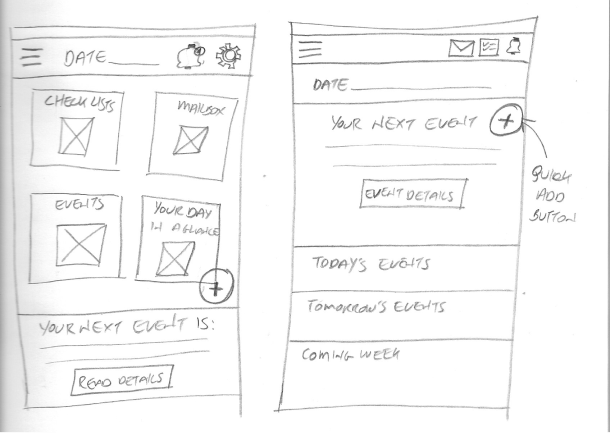 DATE
CHECK LISTS
MAILBOX
EVENTS
YOUR DAY
IN A GLANCE
+
YOUR NEXT EVENT IS:
READ DETAILS
DATE
YOUR NEXT EVENT
+
EVENT DETAILS
TODAY'S EVENTS
TOMORROW'S EVENTS
COMING WEEK
QUICK
ADD
BUTTON